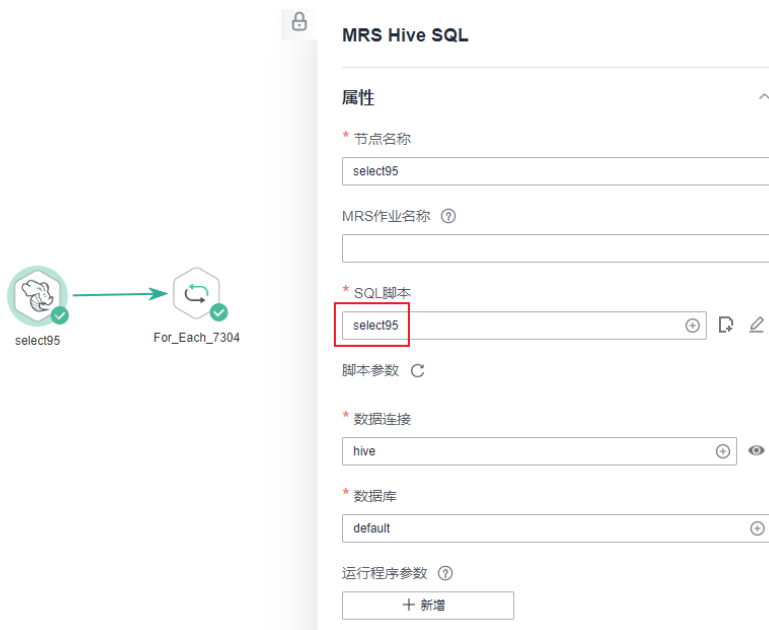 MRS Hive SQL
属性
* 节点名称
select95
MRS作业名称
* SQL脚本
select95
脚本参数
* 数据连接
hive
* 数据库
default
运行程序参数
+ 新增
select95
For_Each_7304